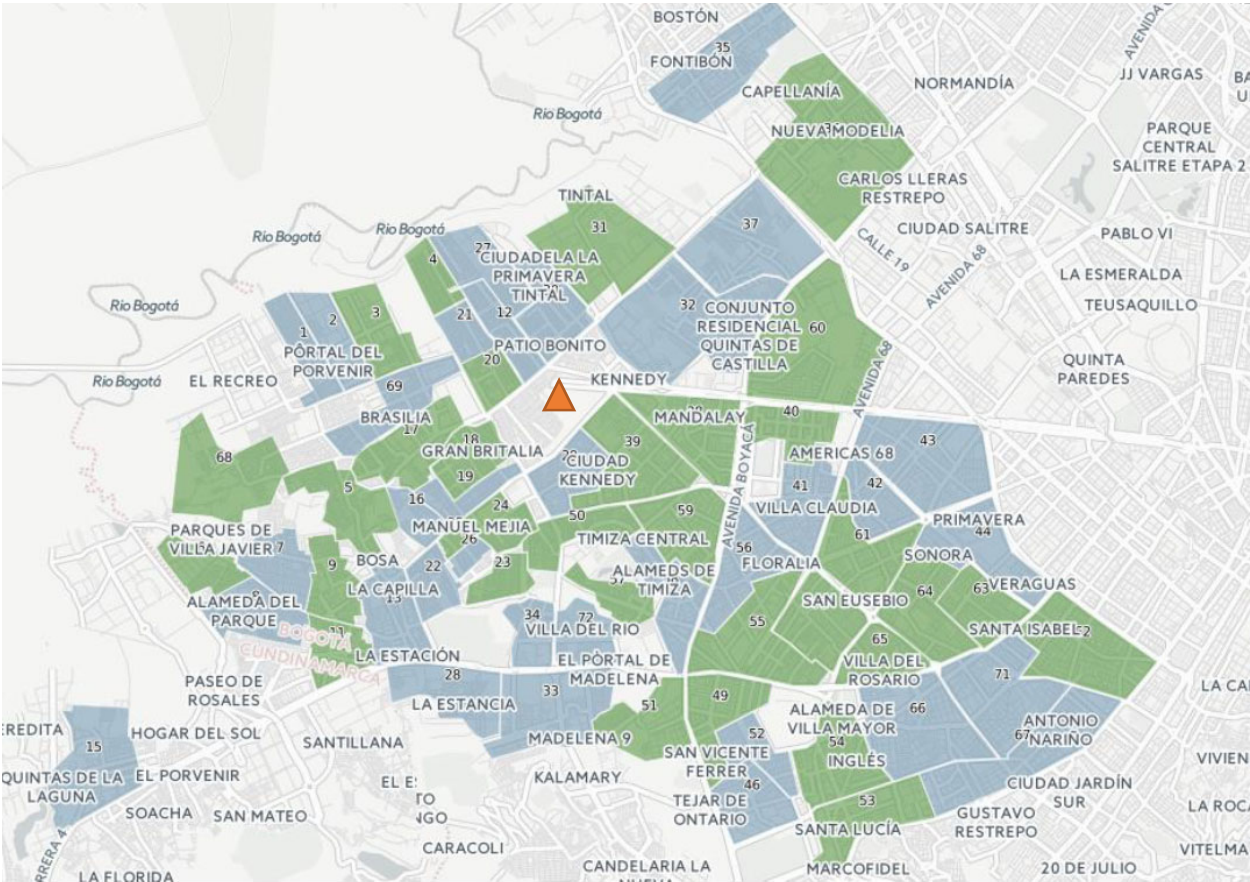 BOSTÓN
35
FONTIBÓN
AVENIDA
NORMANDÍA
JJ VARGAS
CAPELLANÍA
Río Bogotá
NUEVA MODELIA
PARQUE
CENTRAL
SALITRE ETAPA 2
CARLOS LLERAS
RESTREPO
TINTAL
31
37
CIUDAD SALITRE
PABLO VI
CALLE 19
AVENIDA 68
Río Bogotá
Río Bogotá
27
4
CIUDADELA LA
PRIMAVERA
TINTAL
LA ESMERALDA
TEUSAQUILLO
Río Bogotá
1
2
3
21
12
32
CONJUNTO
RESIDENCIAL
QUINTAS DE
CASTILLA
60
PORTAL DEL
PORVENIR
PATIO BONITO
20
QUINTA
PAREDES
Río Bogotá
EL RECREO
69
KENNEDY
AVENIDA 68
BRASILIA
17
MANDALAY
40
18
GRAN BRITALIA
39
43
68
19
CIUDAD
KENNEDY
AVENIDA BOYACÁ
AMERICAS 68
5
16
41
42
24
50
59
VILLA CLAUDIA
PARQUES DE
VILLA JAVIER
7
MANUEL MEJIA
26
TIMIZA CENTRAL
PRIMAVERA
44
61
56
BOSA
9
22
23
FLORALIA
SONORA
LA CAPILLA
13
57
ALAMEDS DE
TIMIZA
64
63
VERAGUAS
ALAMEDA DEL
PARQUE
34
72
55
SAN EUSEBIO
BOGOTÁ
CUNDINAMARCA
11
VILLA DEL RIO
65
SANTA ISABEL
LA ESTACIÓN
EL PÓRTAL DE
MADELENA
VILLA DEL
ROSARIO
71
28
33
PASEO DE
ROSALES
LA ESTANCIA
51
49
ALAMEDA DE
VILLA MAYOR
66
ANTONIO
NARIÑO
67
HOGAR DEL SOL
SANTILLANA
MADELENA 9
52
54
INGLÉS
15
SAN VICENTE
FERRER
QUINTAS DE LA
LAGUNA
EL PORVENIR
KALAMARY
46
CIUDAD JARDÍN
SUR
SOACHA
SAN MATEO
TEJAR DE
ONTARIO
53
SANTA LUCÍA
GUSTAVO
RESTREPO
CARACOLI
CANDELARIA LA
MARCOFIDEL
20 DE JULIO
LA FLORIDA